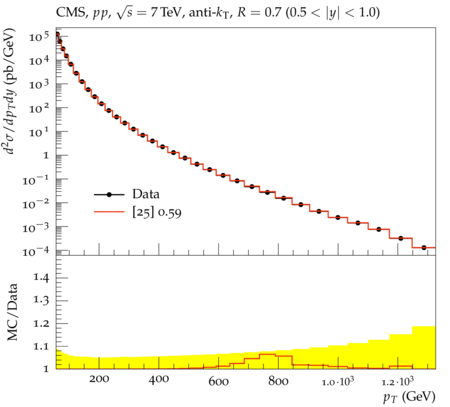 CMS, pp, √s = 7 TeV, anti-kT, R = 0.7 (0.5 < |y| < 1.0)
d²σ/dpTdy (pb/GeV)
10⁵
10⁴
10³
10²
10¹
1
10⁻¹
10⁻²
10⁻³
10⁻⁴
Data
[25] 0.59
MC/Data
1.4
1.3
1.2
1.1
1
200 400 600 800 1.0·10³ 1.2·10³
pT (GeV)